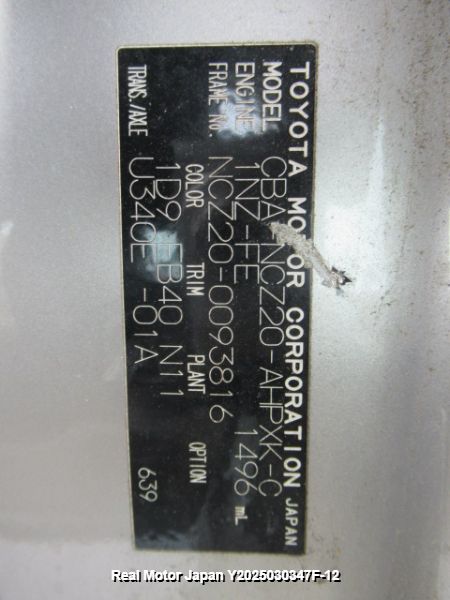 TOYOTA MOTOR CORPORATION JAPAN
MODEL CBA-NCZ20-AHPXK-C
ENGINE 1NZ-FE 1496 mL
FRAME No. NCZ20-0093816
COLOR TRIM PLANT OPTION
1D9 FB40 N11
TRANS./AXLE U340E -01A 639
Real Motor Japan Y2025030347F-12